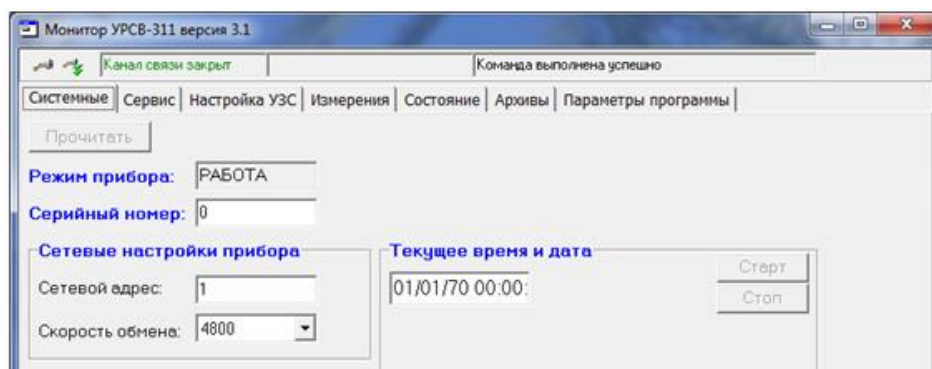 Монитор УРСВ-311 версия 3.1
Канал связи закрыт Команда выполнена успешно
Системные Сервис Настройка УЗС Измерения Состояние Архивы Параметры программы
Прочитать
Режим прибора: РАБОТА
Серийный номер: 0
Сетевые настройки прибора
Сетевой адрес: 1
Скорость обмена: 4800
Текущее время и дата
01/01/70 00:00:
Старт
Стоп